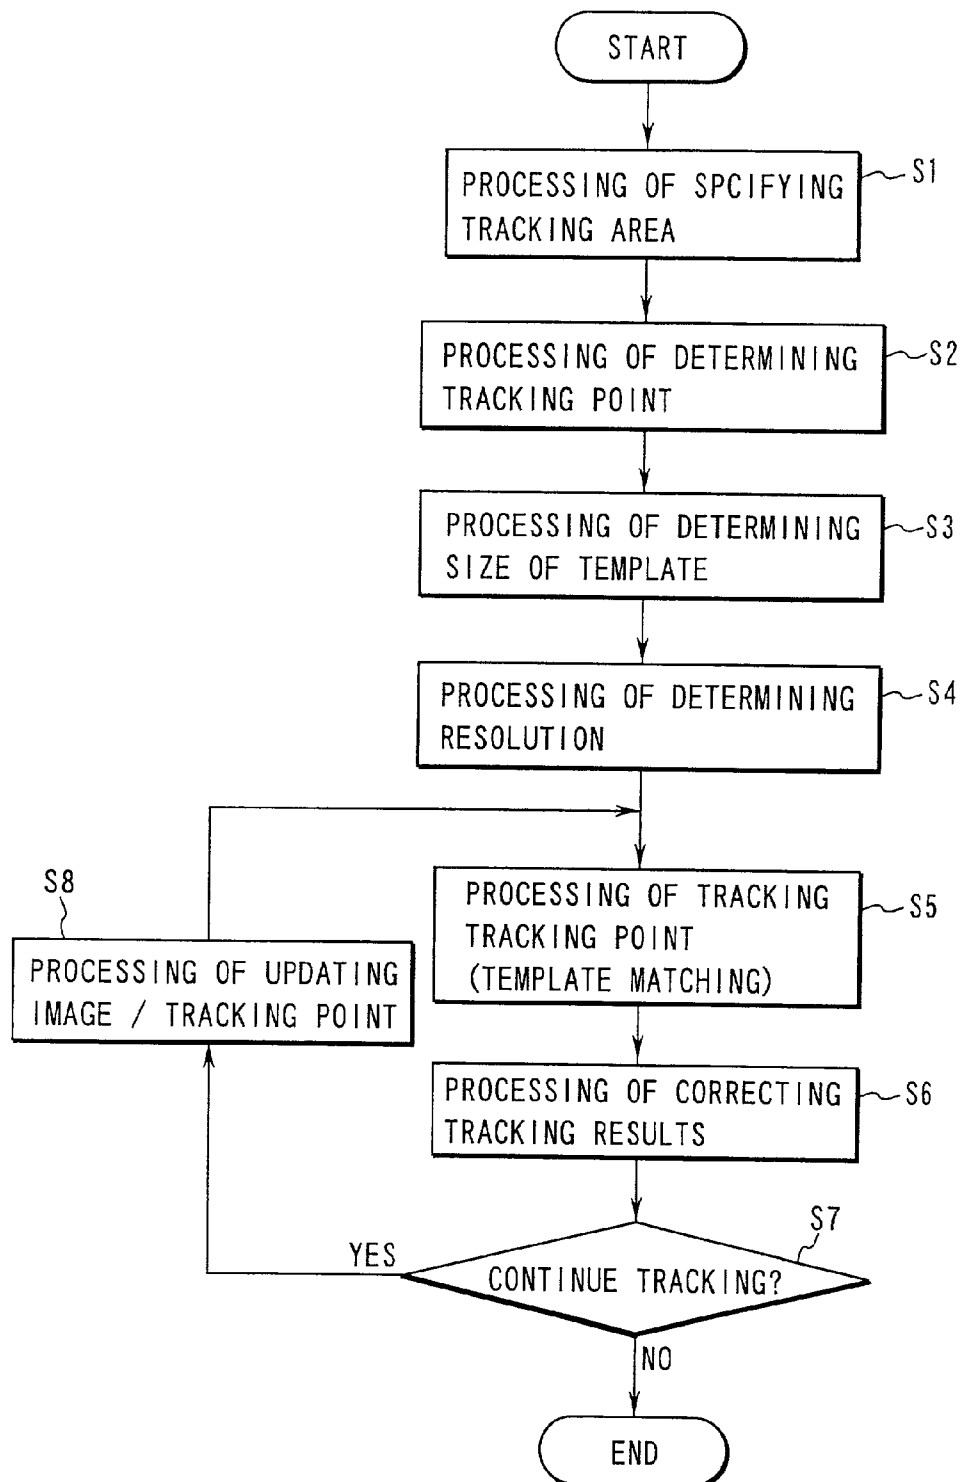 START
PROCESSING OF SPCIFYING
TRACKING AREA
S1
PROCESSING OF DETERMINING
TRACKING POINT
S2
PROCESSING OF DETERMINING
SIZE OF TEMPLATE
S3
PROCESSING OF DETERMINING
RESOLUTION
S4
PROCESSING OF TRACKING
TRACKING POINT
(TEMPLATE MATCHING)
S5
S8
PROCESSING OF UPDATING
IMAGE / TRACKING POINT
PROCESSING OF CORRECTING
TRACKING RESULTS
S6
S7
YES
CONTINUE TRACKING?
NO
END